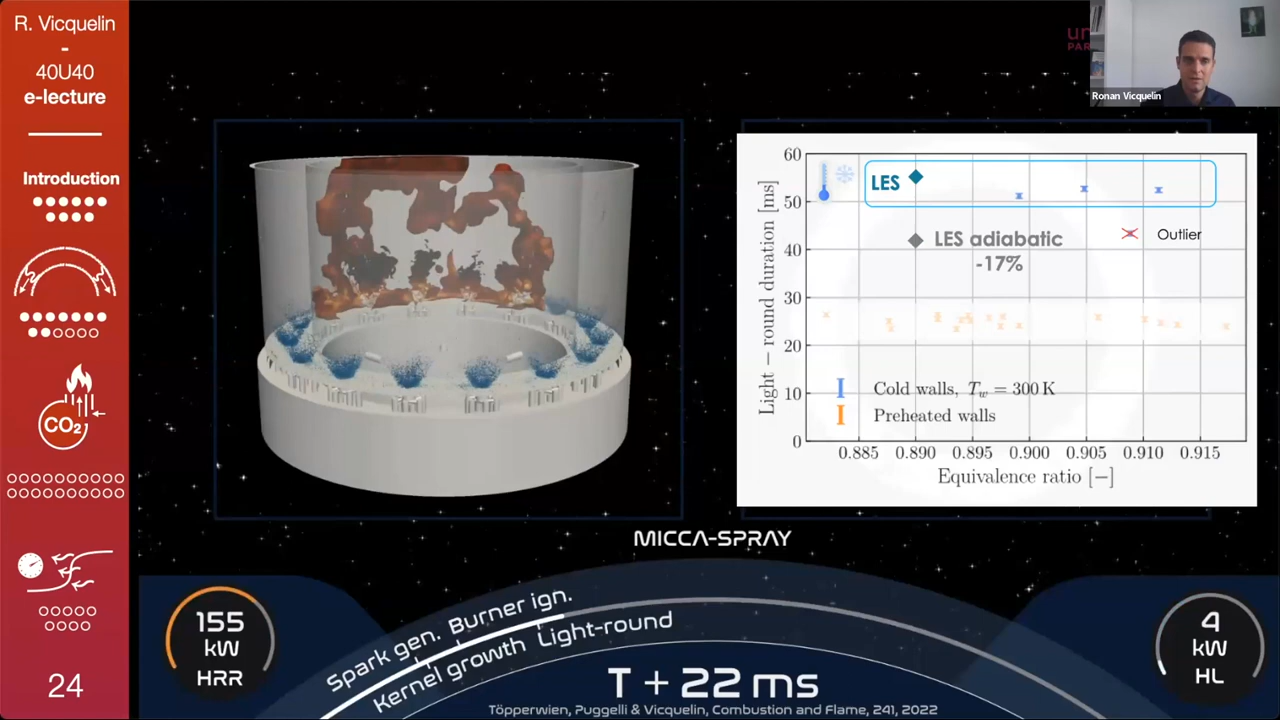 R. Vicquelin
-
40U40
e-lecture
Introduction
CO2
24
Ronan Vicquelin
60
50
40
30
20
10
0
Light – round duration [ms]
LES
LES adiabatic
-17%
Outlier
Cold walls, Tw = 300 K
Preheated walls
0.885 0.890 0.895 0.900 0.905 0.910 0.915
Equivalence ratio [–]
MICCA-SPRAY
155
kW
HRR
Spark gen. Burner ign.
Kernel growth Light-round
T + 22 ms
Töpperwien, Puggelli & Vicquelin, Combustion and Flame, 241, 2022
4
kW
HL